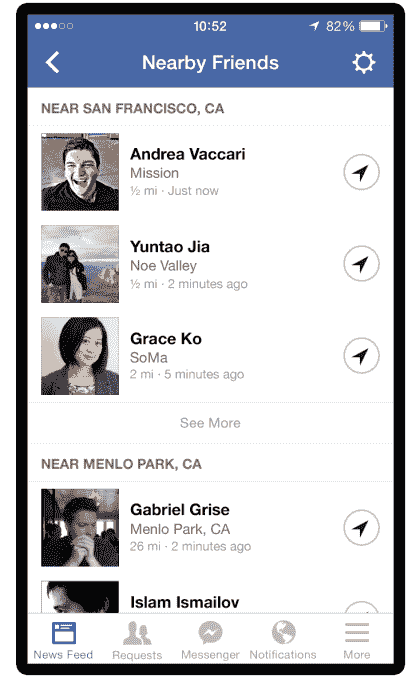 10:52
82%
Nearby Friends
NEAR SAN FRANCISCO, CA
Andrea Vaccari
Mission
½ mi · Just now
Yuntao Jia
Noe Valley
½ mi · 2 minutes ago
Grace Ko
SoMa
2 mi · 5 minutes ago
See More
NEAR MENLO PARK, CA
Gabriel Grise
Menlo Park, CA
26 mi · 2 minutes ago
Islam Ismailov
News Feed
Requests
Messenger
Notifications
More